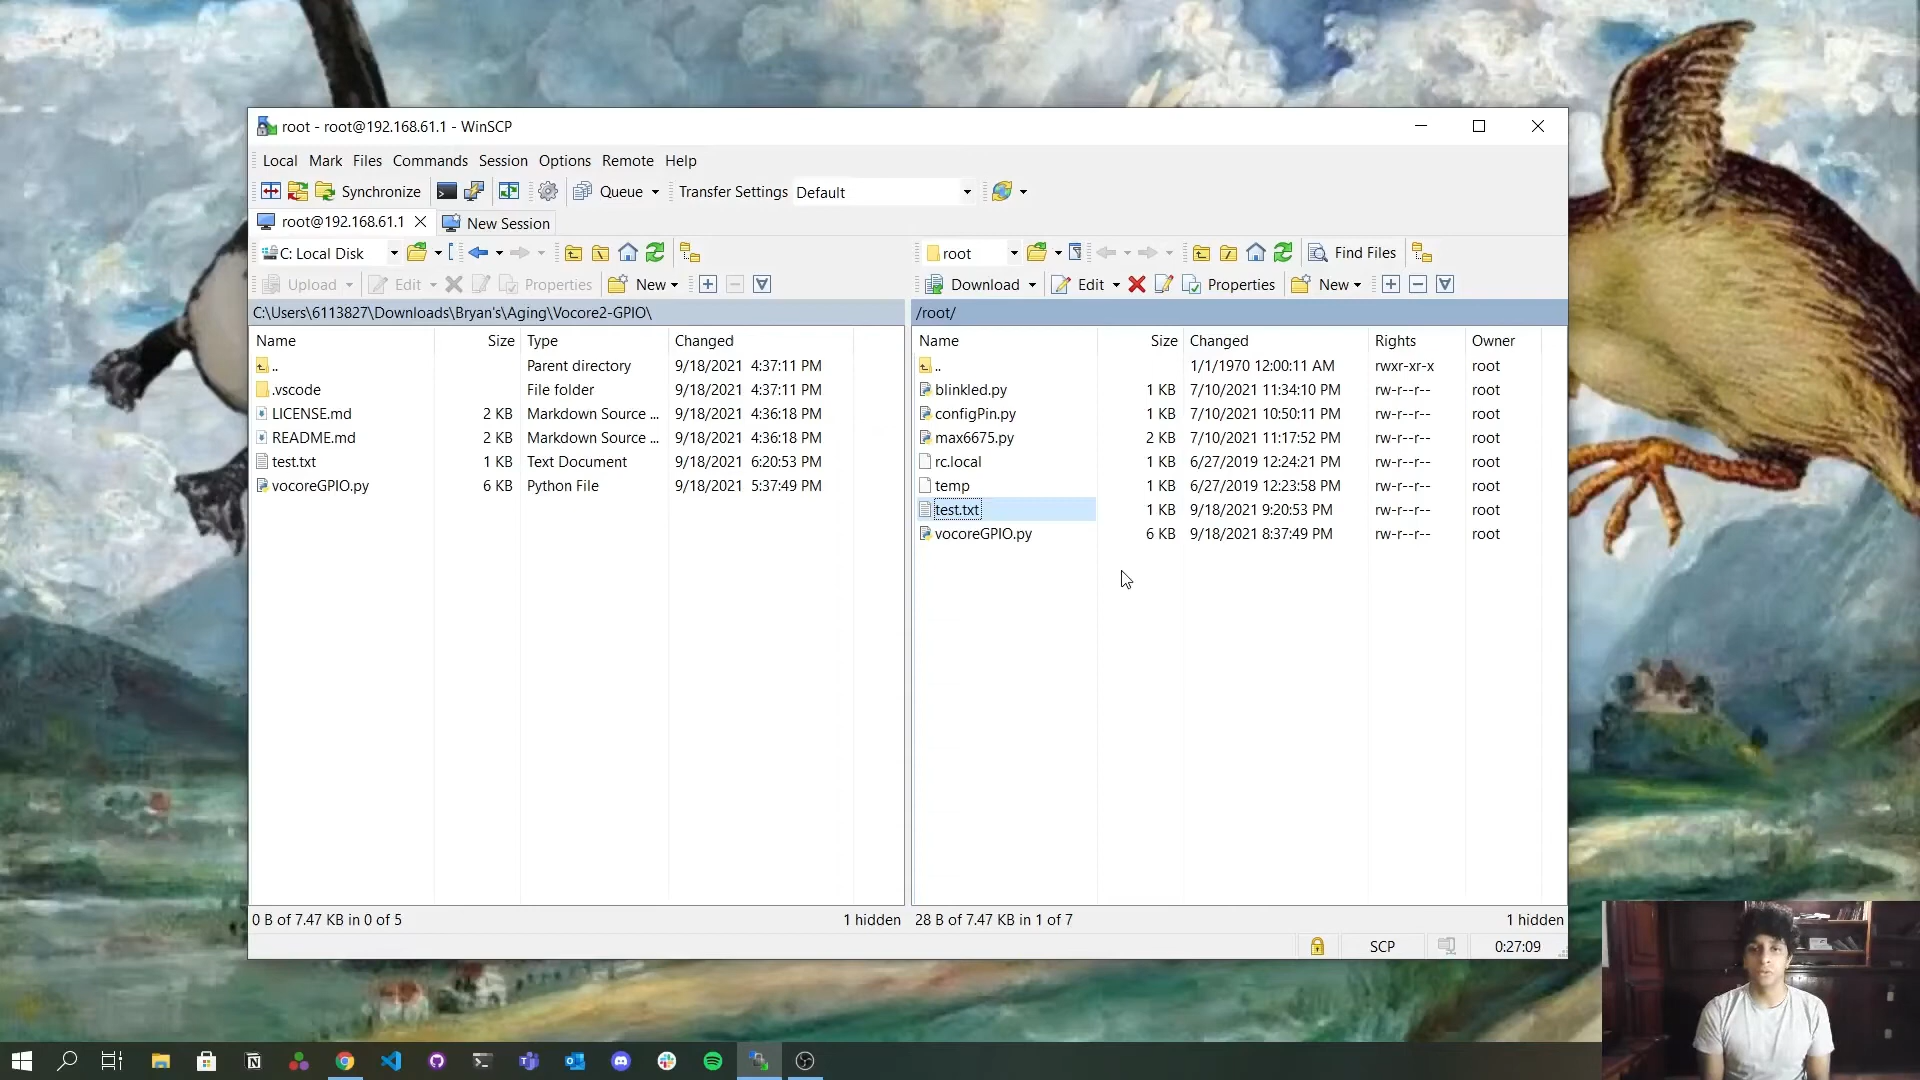 root - root@192.168.61.1 - WinSCP
Local Mark Files Commands Session Options Remote Help
Synchronize Queue Transfer Settings Default
root@192.168.61.1 New Session
C: Local Disk root Find Files
Upload Edit Properties New Download Edit Properties New
C:\Users\6113827\Downloads\Bryan's\Aging\Vocore2-GPIO\ /root/
Name Size Type Changed Name Size Changed Rights Owner
.. Parent directory 9/18/2021 4:37:11 PM .. 1/1/1970 12:00:11 AM rwxr-xr-x root
.vscode File folder 9/18/2021 4:37:11 PM blinkled.py 1 KB 7/10/2021 11:34:10 PM rw-r--r-- root
LICENSE.md 2 KB Markdown Source ... 9/18/2021 4:36:18 PM configPin.py 1 KB 7/10/2021 10:50:11 PM rw-r--r-- root
README.md 2 KB Markdown Source ... 9/18/2021 4:36:18 PM max6675.py 2 KB 7/10/2021 11:17:52 PM rw-r--r-- root
test.txt 1 KB Text Document 9/18/2021 6:20:53 PM rc.local 1 KB 6/27/2019 12:24:21 PM rw-r--r-- root
vocoreGPIO.py 6 KB Python File 9/18/2021 5:37:49 PM temp 1 KB 6/27/2019 12:23:58 PM rw-r--r-- root
test.txt 1 KB 9/18/2021 9:20:53 PM rw-r--r-- root
vocoreGPIO.py 6 KB 9/18/2021 8:37:49 PM rw-r--r-- root
0 B of 7.47 KB in 0 of 5 1 hidden 28 B of 7.47 KB in 1 of 7 1 hidden
SCP 0:27:09